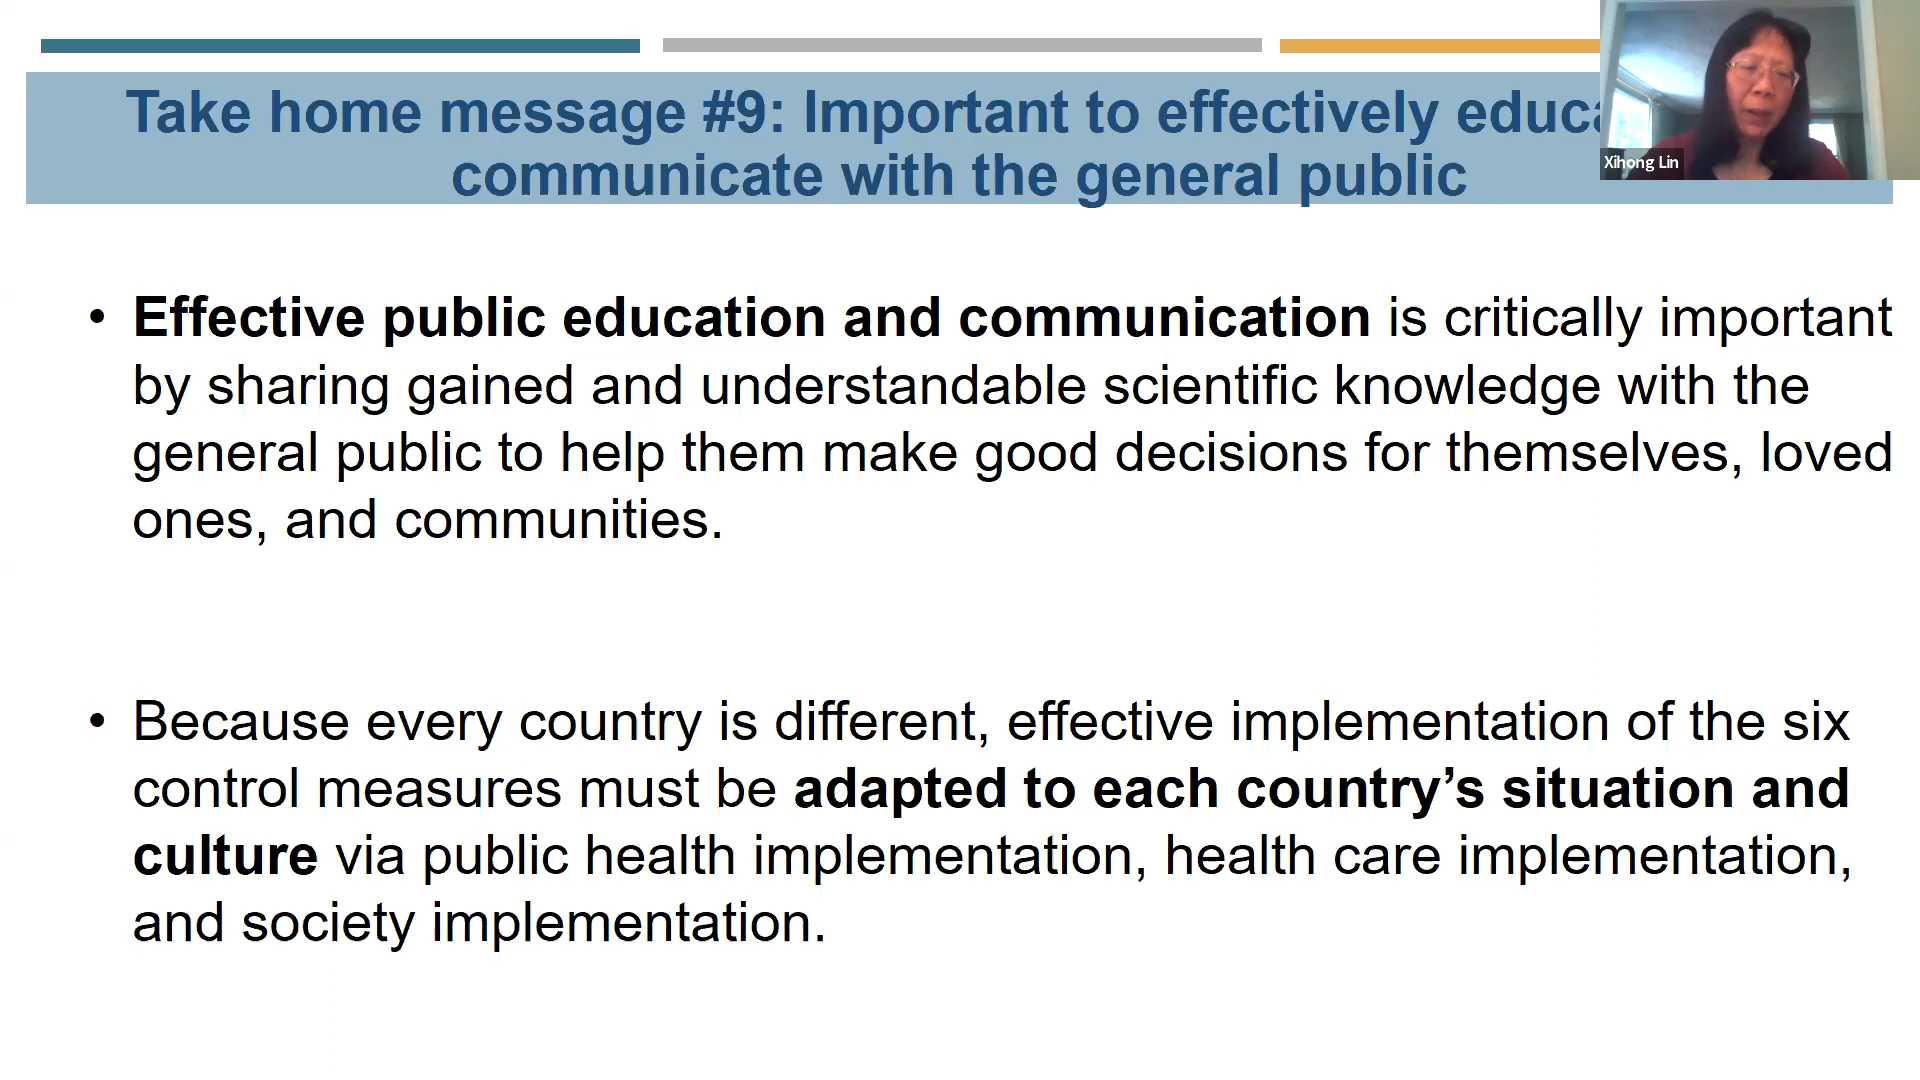 Take home message #9: Important to effectively
communicate with the general public
Xihong Lin
• Effective public education and communication is critically important
by sharing gained and understandable scientific knowledge with the
general public to help them make good decisions for themselves, loved
ones, and communities.
• Because every country is different, effective implementation of the six
control measures must be adapted to each country’s situation and
culture via public health implementation, health care implementation,
and society implementation.